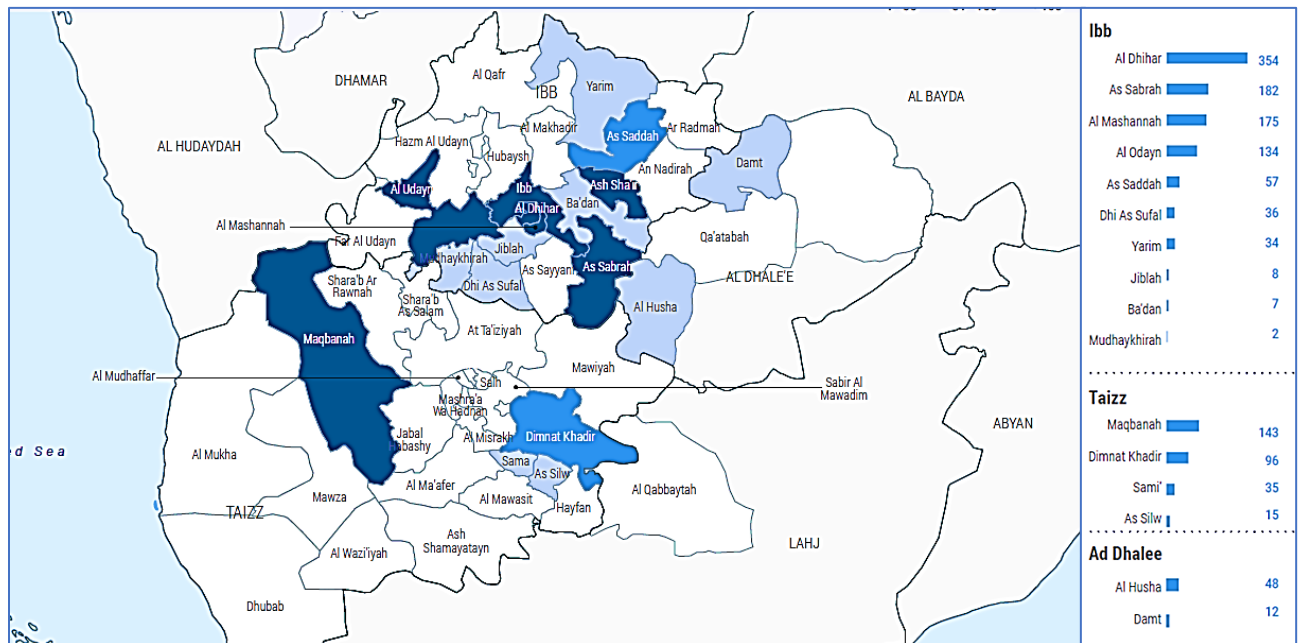 Al Qafr
DHAMAR
IBB
Yarim
AL BAYDA
Al Makhadir
As Saddah
Ar Radmah
Hazm Al Udayn
AL HUDAYDAH
Hubaysh
An Nadirah
Damt
Al Udayn
Ibb
Ash Sha'ir
Al Dhihar
Ba'dan
Al Mashannah
Far Al Udayn
Qa'atabah
Jiblah
Mudhaykhirah
As Sayyani
As Sabrah
AL DHALE'E
Shara'b Ar
Rawnah
Dhi As Sufal
Shara'b
As Salam
Al Husha
At Ta'iziyah
Maqbanah
Mawiyah
Al Mudhaffar
Salh
Sabir Al
Mawadim
Mashra'a
Wa Hadnan
Jabal
Habashy
Al Misrakh
Dimnat Khadir
ABYAN
d Sea
Al Mukha
Sama
As Silw
Al Ma'afer
Al Qabbaytah
Mawza
Al Mawasit
Hayfan
TAIZZ
Ash
Shamayatayn
LAHJ
Al Wazi'iyah
Dhubab
Ibb
Al Dhihar 354
As Sabrah 182
Al Mashannah 175
Al Odayn 134
As Saddah 57
Dhi As Sufal 36
Yarim 34
Jiblah 8
Ba'dan 7
Mudhaykhirah 2
Taizz
Maqbanah 143
Dimnat Khadir 96
Sami' 35
As Silw 15
Ad Dhalee
Al Husha 48
Damt 12